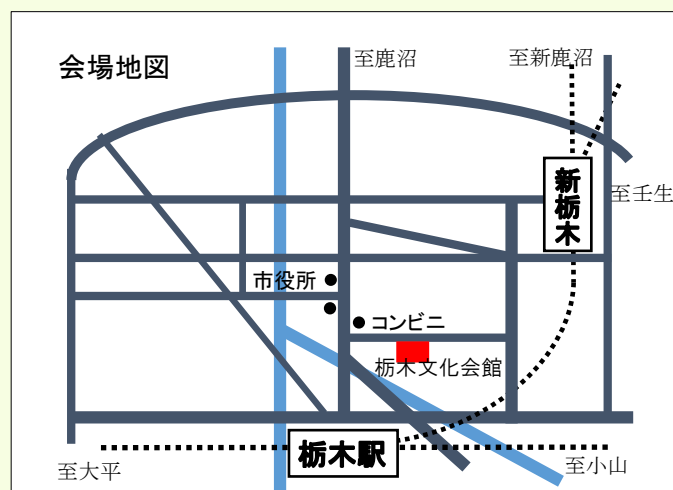 会場地図
至鹿沼
至新鹿沼
新栃木
至壬生
市役所
コンビニ
栃木文化会館
栃木駅
至大平
至小山